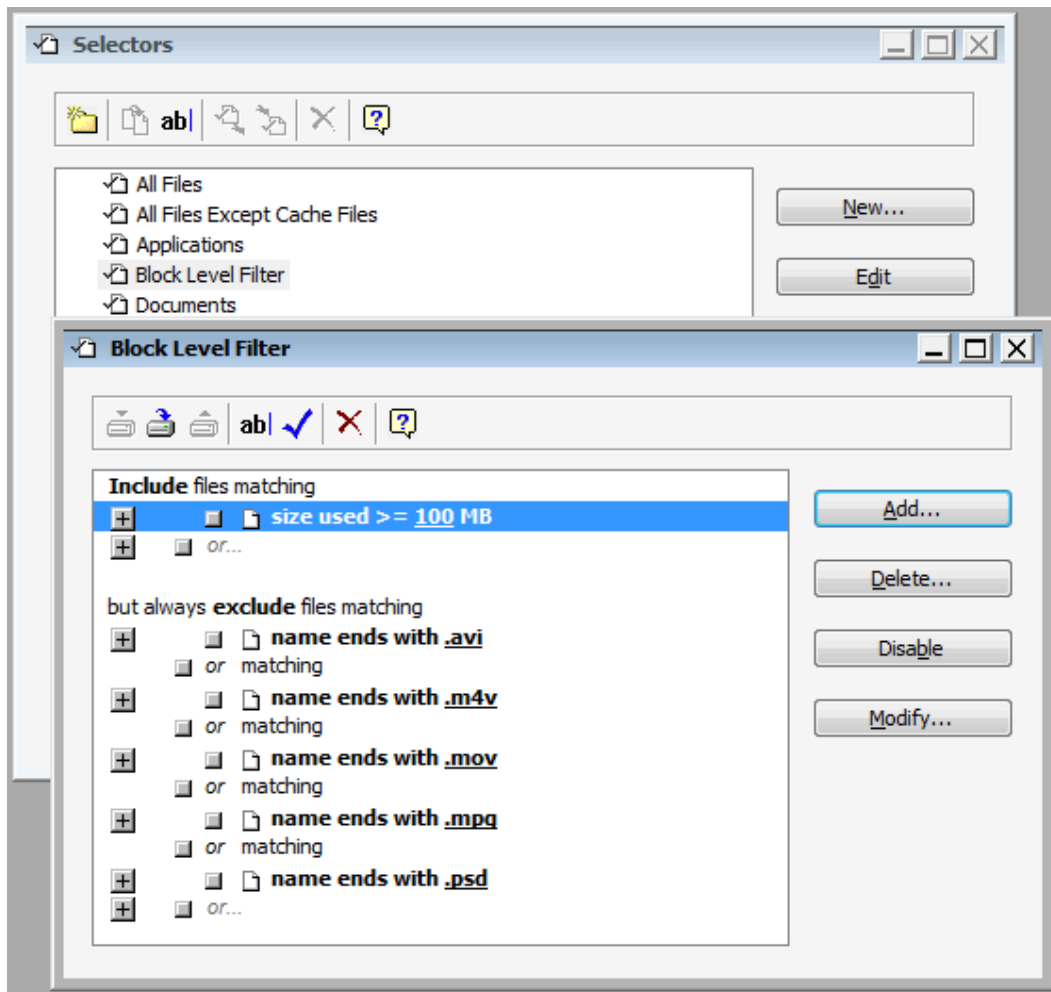 Selectors
ab|
All Files
All Files Except Cache Files
Applications
Block Level Filter
Documents
New...
Edit
Block Level Filter
ab|
Include files matching
size used >= 100 MB
or...
but always exclude files matching
name ends with .avi
or matching
name ends with .m4v
or matching
name ends with .mov
or matching
name ends with .mpg
or matching
name ends with .psd
or...
Add...
Delete...
Disable
Modify...